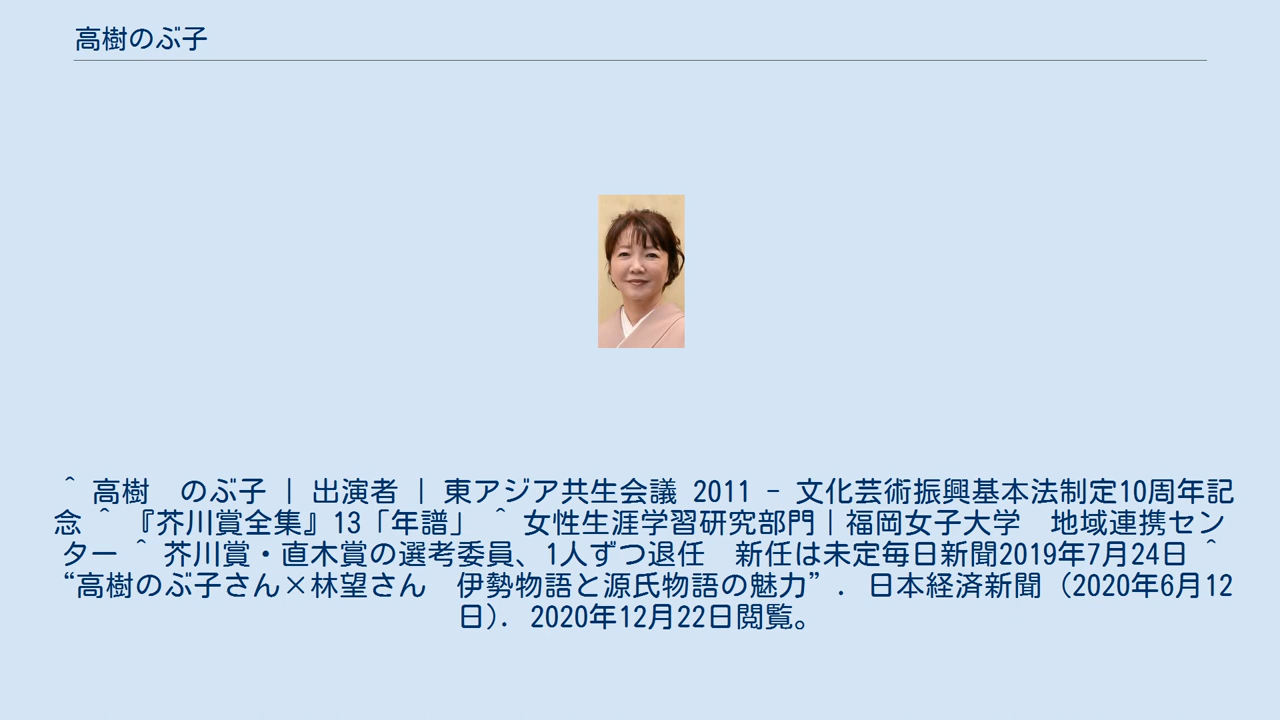 高樹のぶ子
^ 高樹　のぶ子 | 出演者 | 東アジア共生会議 2011 - 文化芸術振興基本法制定10周年記
念 ^ 『芥川賞全集』13「年譜」 ^ 女性生涯学習研究部門｜福岡女子大学　地域連携セン
ター ^ 芥川賞・直木賞の選考委員、1人ずつ退任　新任は未定毎日新聞2019年7月24日 ^
“高樹のぶ子さん×林望さん　伊勢物語と源氏物語の魅力”. 日本経済新聞 (2020年6月12
日). 2020年12月22日閲覧。